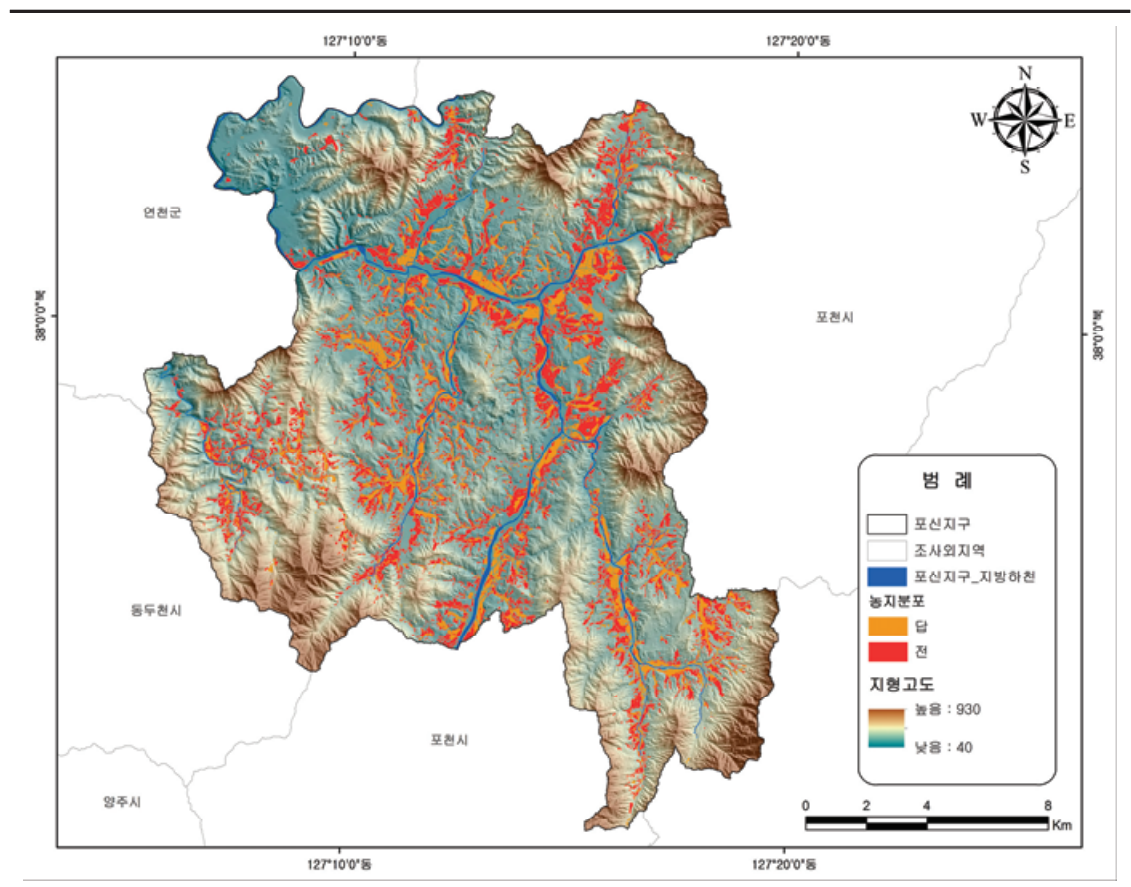 127°10'0"동
127°20'0"동
N
W
E
S
연천군
38°0'0"북
포천시
38°0'0"북
범 례
포신지구
조사외지역
포신지구_지방하천
농지분포
답
전
지형고도
높음 : 930
낮음 : 40
동두천시
포천시
양주시
0
2
4
8
Km
127°10'0"동
127°20'0"동